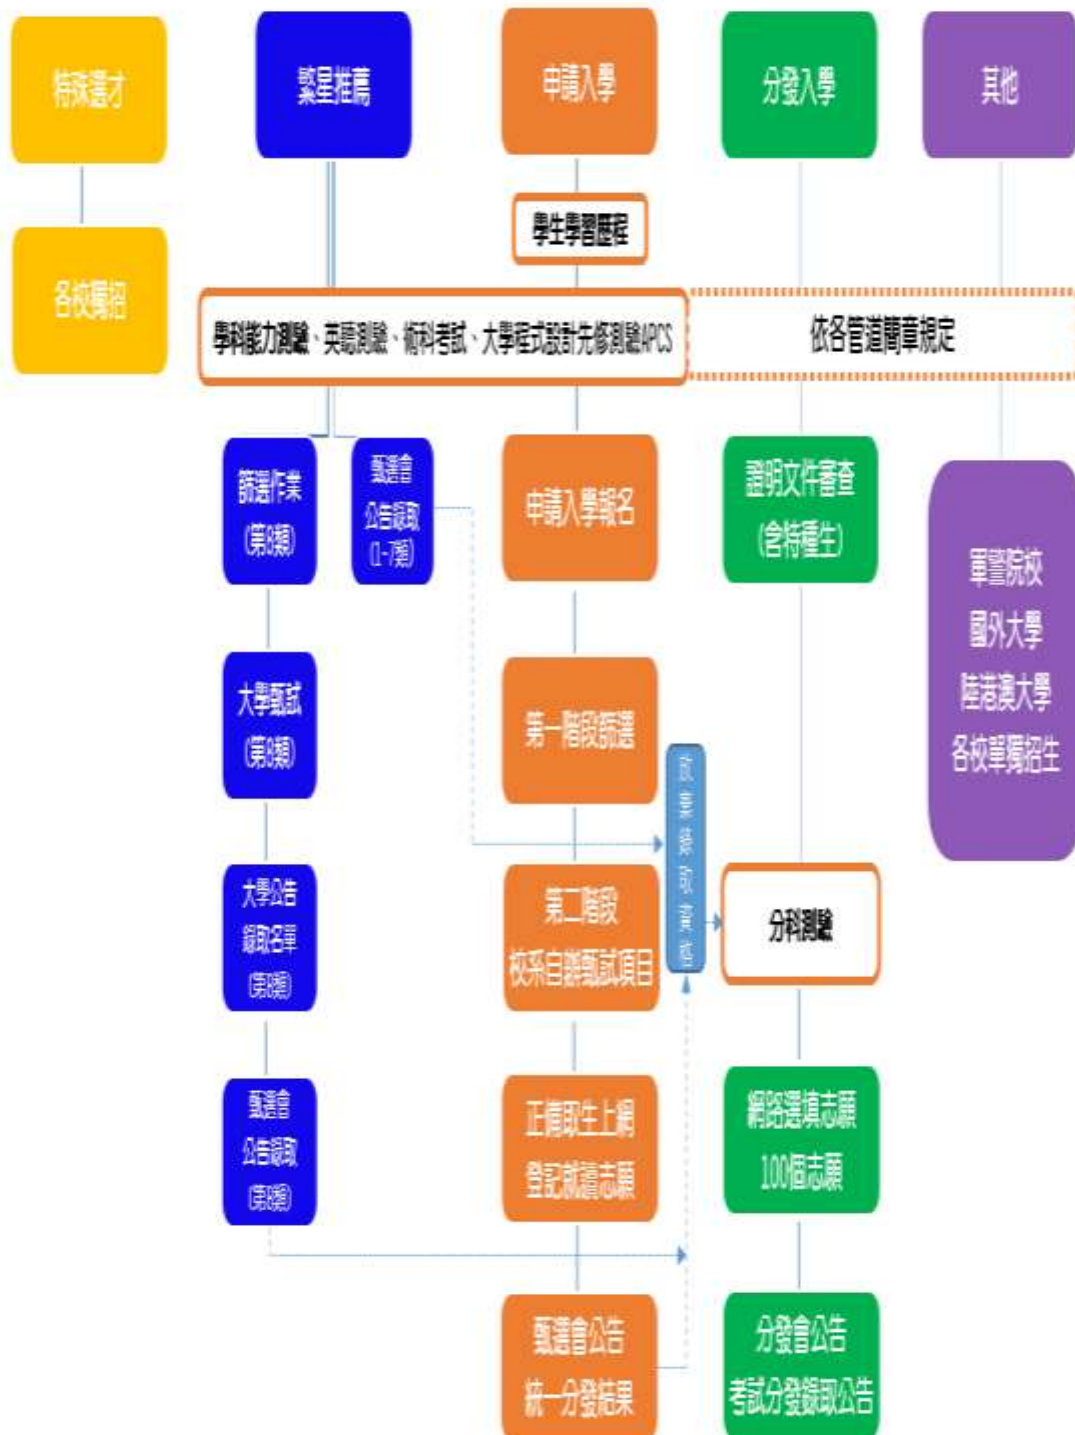 特殊選才
繁星推薦
申請入學
分發入學
其他
學生學習歷程
各校獨招
學科能力測驗、英聽測驗、術科考試、大學程式設計先修測驗APCS
依各管道簡章規定
篩選作業
(第8類)
甄選會
公告錄取
(1-7類)
申請入學報名
證明文件審查
(含特種生)
軍警院校
國外大學
陸港澳大學
各校單獨招生
大學甄試
(第8類)
第一階段篩選
放棄錄取資格
大學公告
錄取名單
(第8類)
第二階段
校系自辦甄試項目
分科測驗
甄選會
公告錄取
(第8類)
正備取生上網
登記就讀志願
網路選填志願
100個志願
甄選會公告
統一分發結果
分發會公告
考試分發錄取公告